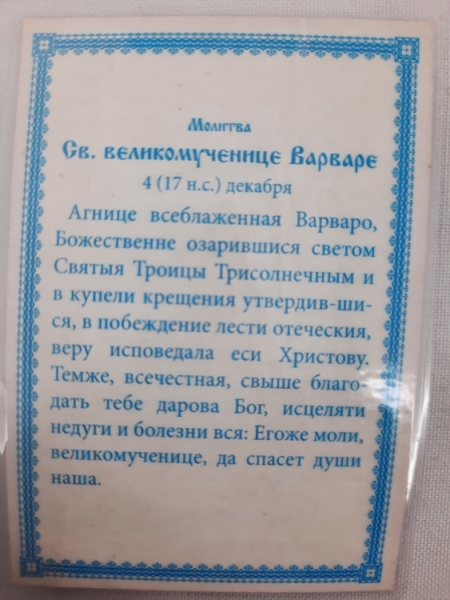 Молитва
Св. великомученице Варваре
4 (17 н.с.) декабря
Агнице всеблаженная Варваро,
Божественне озарившися светом
Святыя Троицы Трисолнечным и
в купели крещения утвердив-ши-
ся, в побеждение лести отеческия,
веру исповедала еси Христову.
Темже, всечестная, свыше благо-
дать тебе дарова Бог, исцеляти
недуги и болезни вся: Егоже моли,
великомученице, да спасет души
наша.